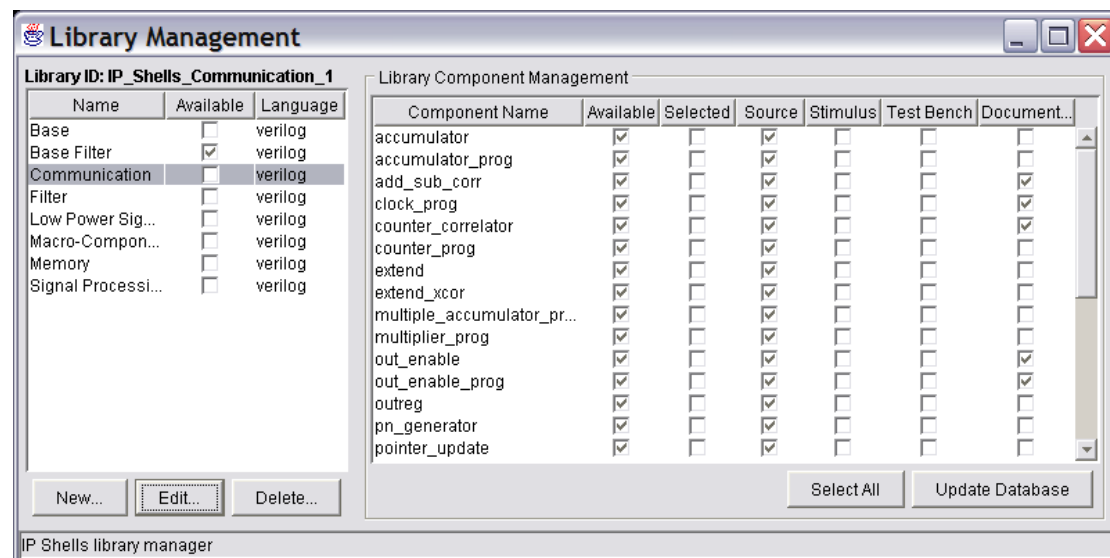 Library Management
Library ID: IP_Shells_Communication_1
Name Available Language
Base verilog
Base Filter verilog
Communication verilog
Filter verilog
Low Power Sig... verilog
Macro-Compon... verilog
Memory verilog
Signal Processi... verilog
New... Edit... Delete...
Library Component Management
Component Name Available Selected Source Stimulus Test Bench Document...
accumulator
accumulator_prog
add_sub_corr
clock_prog
counter_correlator
counter_prog
extend
extend_xcor
multiple_accumulator_pr...
multiplier_prog
out_enable
out_enable_prog
outreg
pn_generator
pointer_update
Select All Update Database
IP Shells library manager